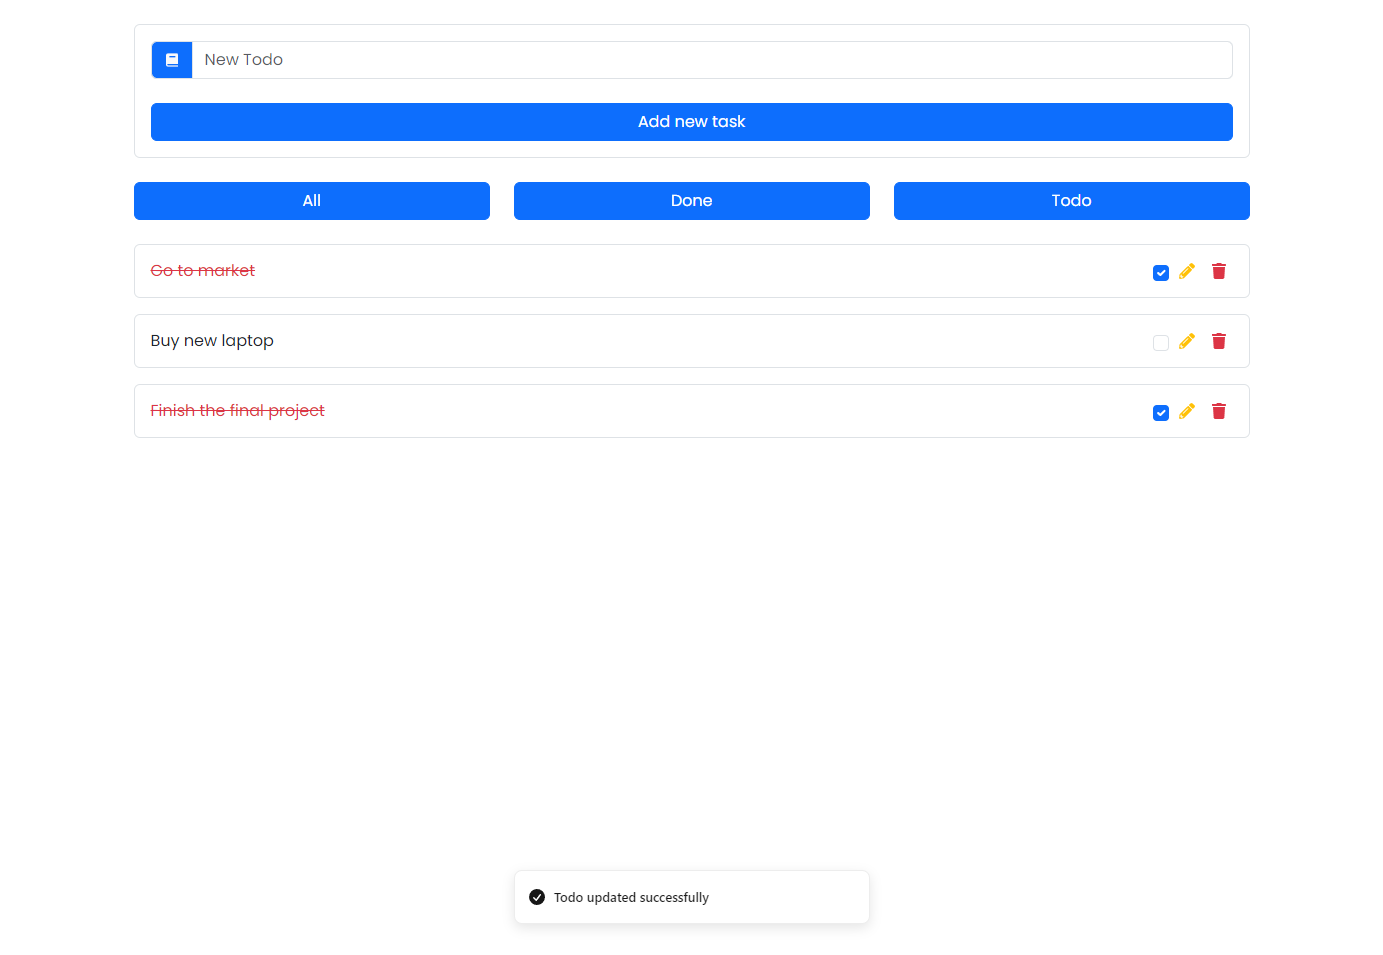 New Todo
Add new task
All
Done
Todo
Go to market
Buy new laptop
Finish the final project
Todo updated successfully